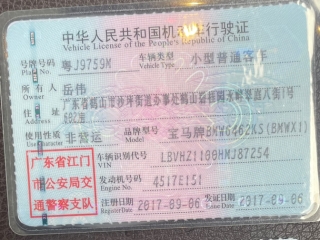 中华人民共和国机动车行驶证
Vehicle License of the People's Republic of China
号牌号码 粤J9759M 车辆类型 小型普通客车
Plate No. Vehicle Type
所有人 岳伟
Owner
住址
Address
使用性质 非营运 品牌型号 宝马牌BMW6462KS(BMWX1)
车辆识别代号 LBVHZ1100HMJ87254
VIN
广东省江门
市公安局交
通警察支队
发动机号码 4517E151
Engine No.
注册日期 2017-09-06 发证日期 2017-09-06
Register Date Issue Date